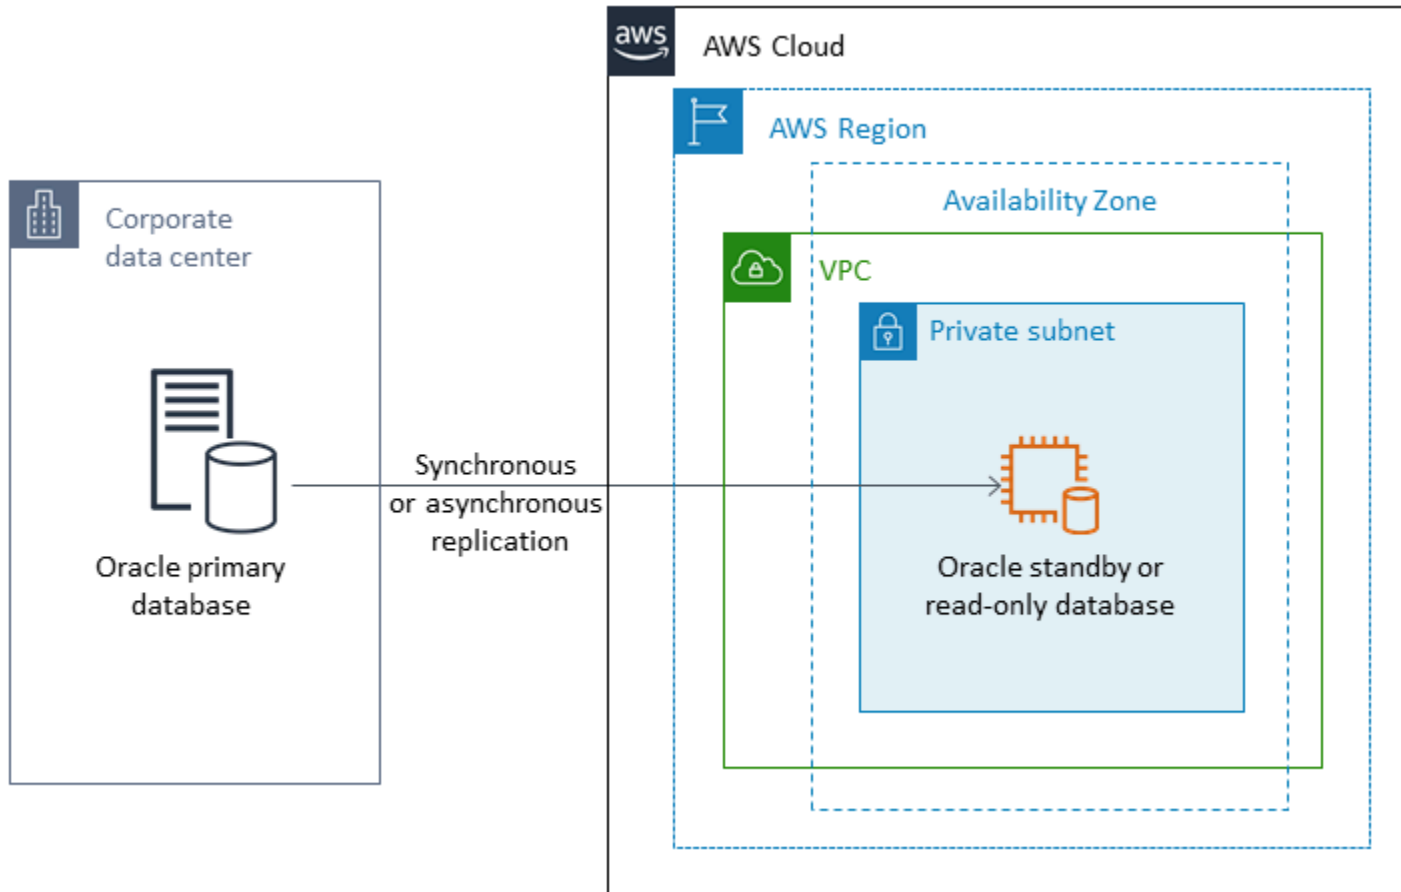 aws
AWS Cloud
AWS Region
Availability Zone
Corporate
data center
VPC
Private subnet
Synchronous
or asynchronous
replication
Oracle primary
database
Oracle standby or
read-only database